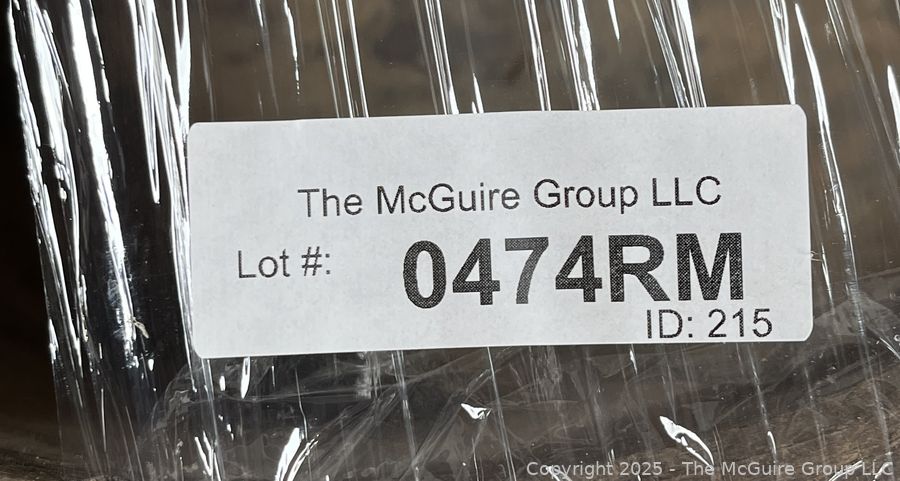 The McGuire Group LLC
Lot #: 0474RM
ID: 215
Copyright 2025 - The McGuire Group LLC